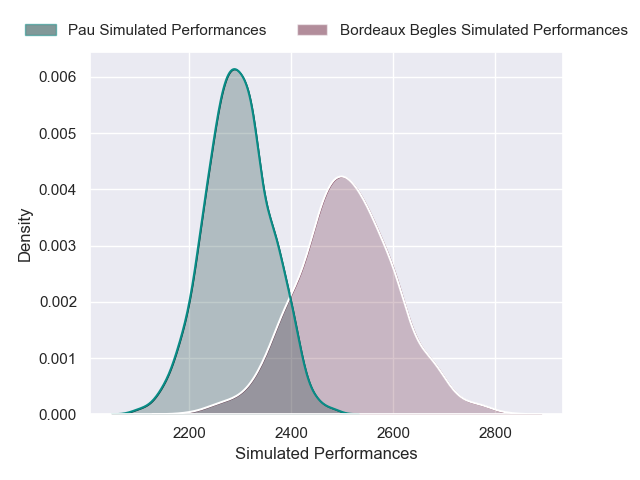 Pau Simulated Performances
Bordeaux Begles Simulated Performances
0.006
0.005
0.004
0.003
0.002
0.001
0.000
Density
2200 2400 2600 2800
Simulated Performances